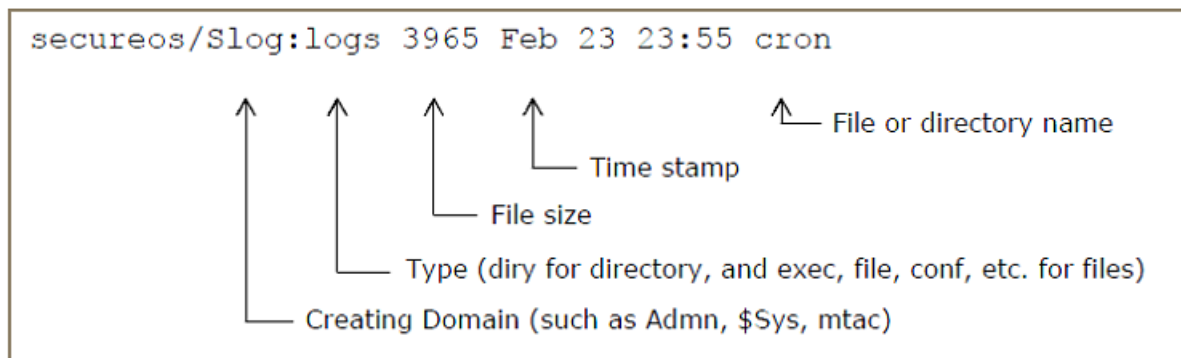 secureos/Slog:logs 3965 Feb 23 23:55 cron
File or directory name
Time stamp
File size
Type (diry for directory, and exec, file, conf, etc. for files)
Creating Domain (such as Admn, $Sys, mtac)